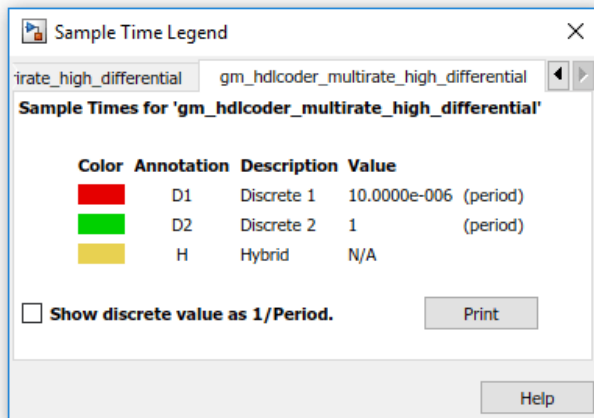 Sample Time Legend
rirate_high_differential gm_hdlcoder_multirate_high_differential
Sample Times for 'gm_hdlcoder_multirate_high_differential'
Color Annotation Description Value
D1 Discrete 1 10.0000e-006 (period)
D2 Discrete 2 1 (period)
H Hybrid N/A
Show discrete value as 1/Period. Print
Help